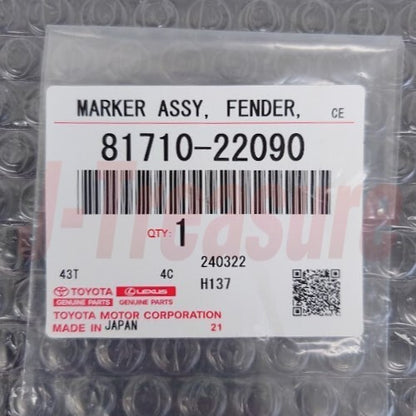 MARKER ASSY, FENDER, CE
81710-22090
J-Treasure
QTY: 1
240322
43T 4C H137
TOYOTA LEXUS
GENUINE PARTS GENUINE PARTS
TOYOTA MOTOR CORPORATION
MADE IN JAPAN 21